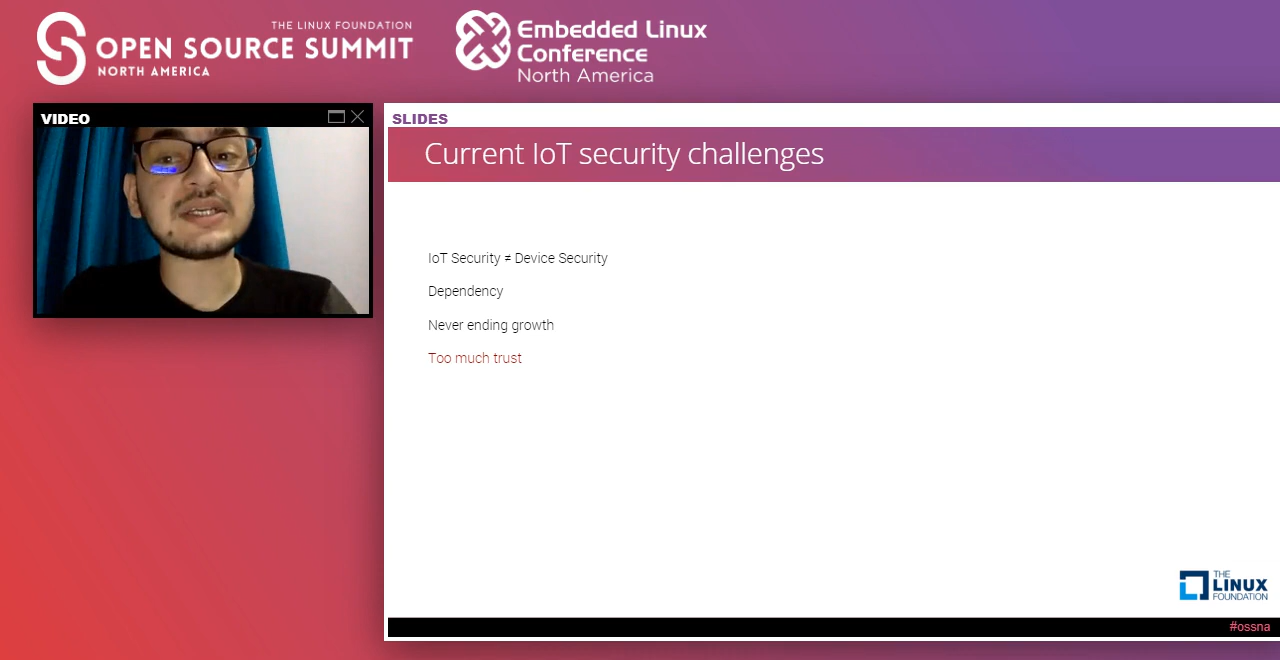 THE LINUX FOUNDATION
OPEN SOURCE SUMMIT
NORTH AMERICA
Embedded Linux
Conference
North America
VIDEO
SLIDES
Current IoT security challenges
IoT Security ≠ Device Security
Dependency
Never ending growth
Too much trust
THE
LINUX
FOUNDATION
#ossna